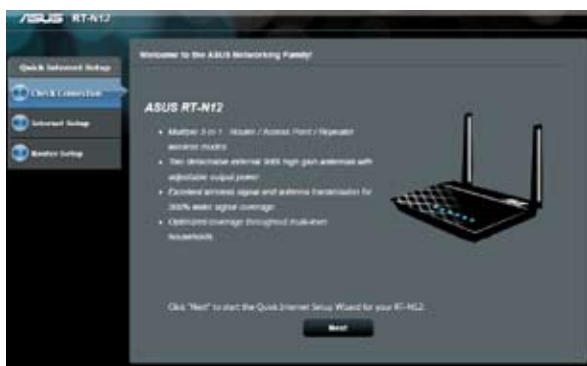 ASUS RT-N12
Welcome to the ASUS Networking Family!
Quick Internet Setup
Check Connection
Internet Setup
Router Setup
ASUS RT-N12
Multiple 3-in-1 Router / Access Point / Repeater
wireless modes
Two detachable external 5dBi high gain antennas with
adjustable output power
Excellent wireless signal and antenna transmission for
300% wider signal coverage
Optimized coverage throughout multi-level
households
Click "Next" to start the Quick Internet Setup Wizard for your RT-N12.
Next